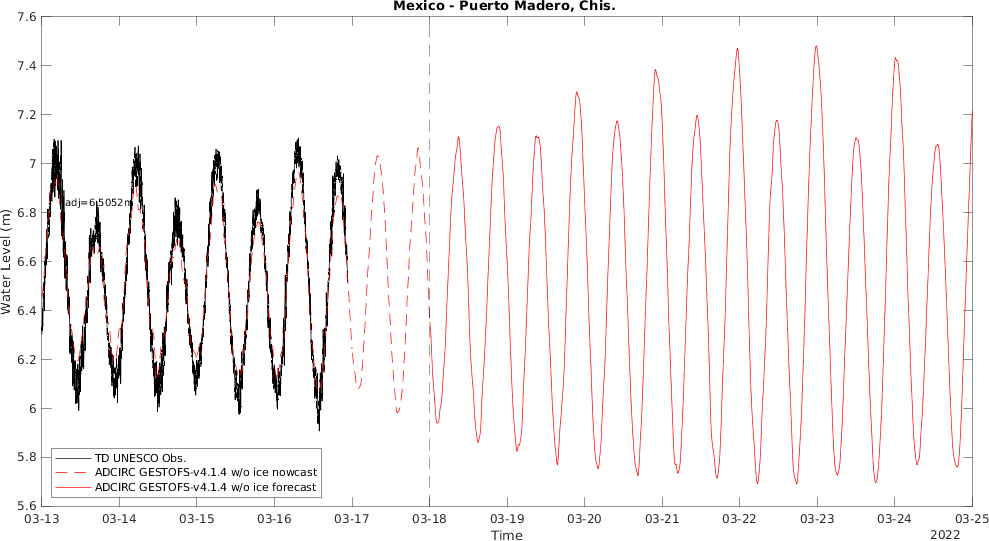 Mexico - Puerto Madero, Chis.
7.6
7.4
7.2
7
6.8
6.6
6.4
6.2
6
5.8
5.6
Water Level (m)
adj=6.5052m
TD UNESCO Obs.
ADCIRC GESTOFS-v4.1.4 w/o ice nowcast
ADCIRC GESTOFS-v4.1.4 w/o ice forecast
03-13 03-14 03-15 03-16 03-17 03-18 03-19 03-20 03-21 03-22 03-23 03-24 03-25
Time
2022